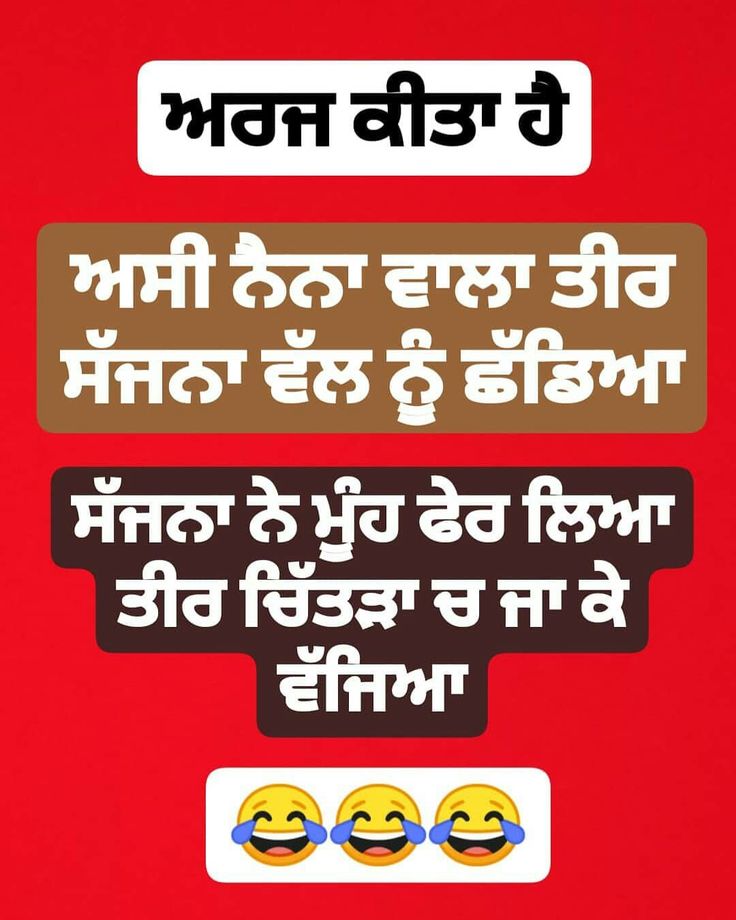 ਅਰਜ ਕੀਤਾ ਹੈ
ਅਸੀ ਨੈਨਾ ਵਾਲਾ ਤੀਰ
ਸੱਜਨਾ ਵੱਲ ਨੂੰ ਛੱਡਿਆ
ਸੱਜਨਾ ਨੇ ਮੂੰਹ ਫੇਰ ਲਿਆ
ਤੀਰ ਚਿੱਤੜਾ ਚ ਜਾ ਕੇ
ਵੱਜਿਆ
😂😂😂